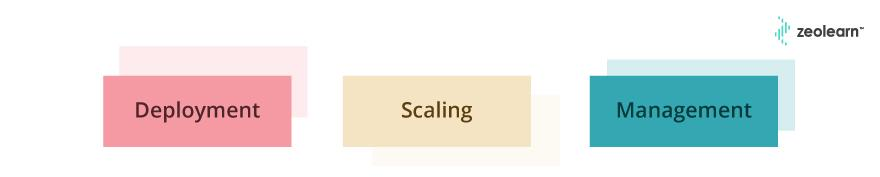 zeolearn™
Deployment
Scaling
Management